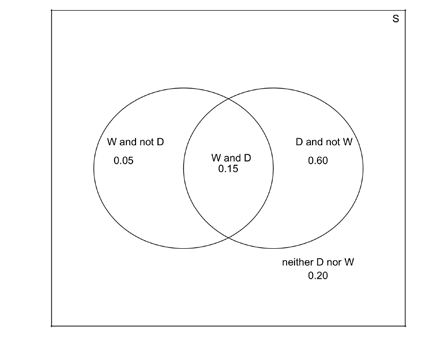 S
W and not D
0.05
W and D
0.15
D and not W
0.60
neither D nor W
0.20